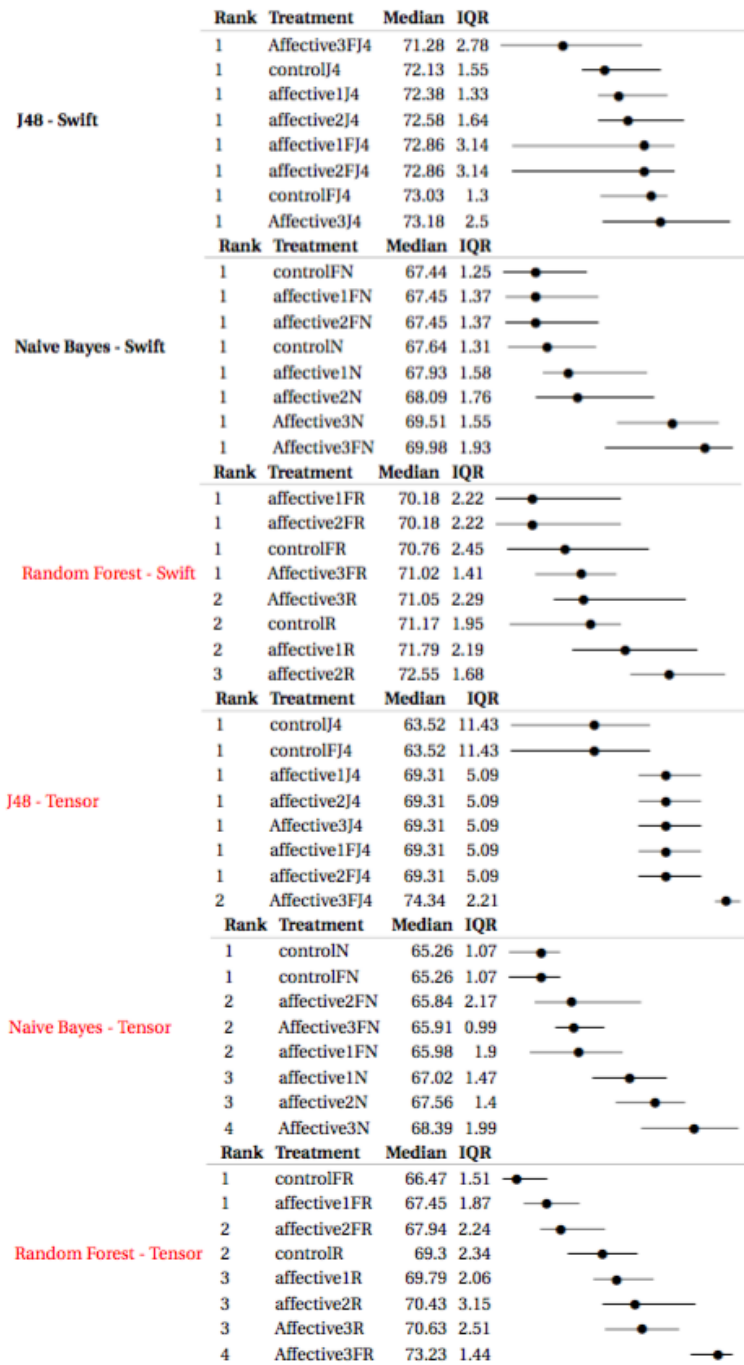 Rank Treatment Median IQR
1 Affective3FJ4 71.28 2.78
1 controlJ4 72.13 1.55
1 affective1J4 72.38 1.33
J48 - Swift 1 affective2J4 72.58 1.64
1 affective1FJ4 72.86 3.14
1 affective2FJ4 72.86 3.14
1 controlFJ4 73.03 1.3
1 Affective3J4 73.18 2.5
Rank Treatment Median IQR
1 controlFN 67.44 1.25
1 affective1FN 67.45 1.37
1 affective2FN 67.45 1.37
Naive Bayes - Swift 1 controlN 67.64 1.31
1 affective1N 67.93 1.58
1 affective2N 68.09 1.76
1 Affective3N 69.51 1.55
1 Affective3FN 69.98 1.93
Rank Treatment Median IQR
1 affective1FR 70.18 2.22
1 affective2FR 70.18 2.22
1 controlFR 70.76 2.45
Random Forest - Swift 1 Affective3FR 71.02 1.41
2 Affective3R 71.05 2.29
2 controlR 71.17 1.95
2 affective1R 71.79 2.19
3 affective2R 72.55 1.68
Rank Treatment Median IQR
1 controlJ4 63.52 11.43
1 controlFJ4 63.52 11.43
1 affective1J4 69.31 5.09
J48 - Tensor 1 affective2J4 69.31 5.09
1 Affective3J4 69.31 5.09
1 affective1FJ4 69.31 5.09
1 affective2FJ4 69.31 5.09
2 Affective3FJ4 74.34 2.21
Rank Treatment Median IQR
1 controlN 65.26 1.07
1 controlFN 65.26 1.07
2 affective2FN 65.84 2.17
Naive Bayes - Tensor 2 Affective3FN 65.91 0.99
2 affective1FN 65.98 1.9
3 affective1N 67.02 1.47
3 affective2N 67.56 1.4
4 Affective3N 68.39 1.99
Rank Treatment Median IQR
1 controlFR 66.47 1.51
1 affective1FR 67.45 1.87
2 affective2FR 67.94 2.24
Random Forest - Tensor 2 controlR 69.3 2.34
3 affective1R 69.79 2.06
3 affective2R 70.43 3.15
3 Affective3R 70.63 2.51
4 Affective3FR 73.23 1.44